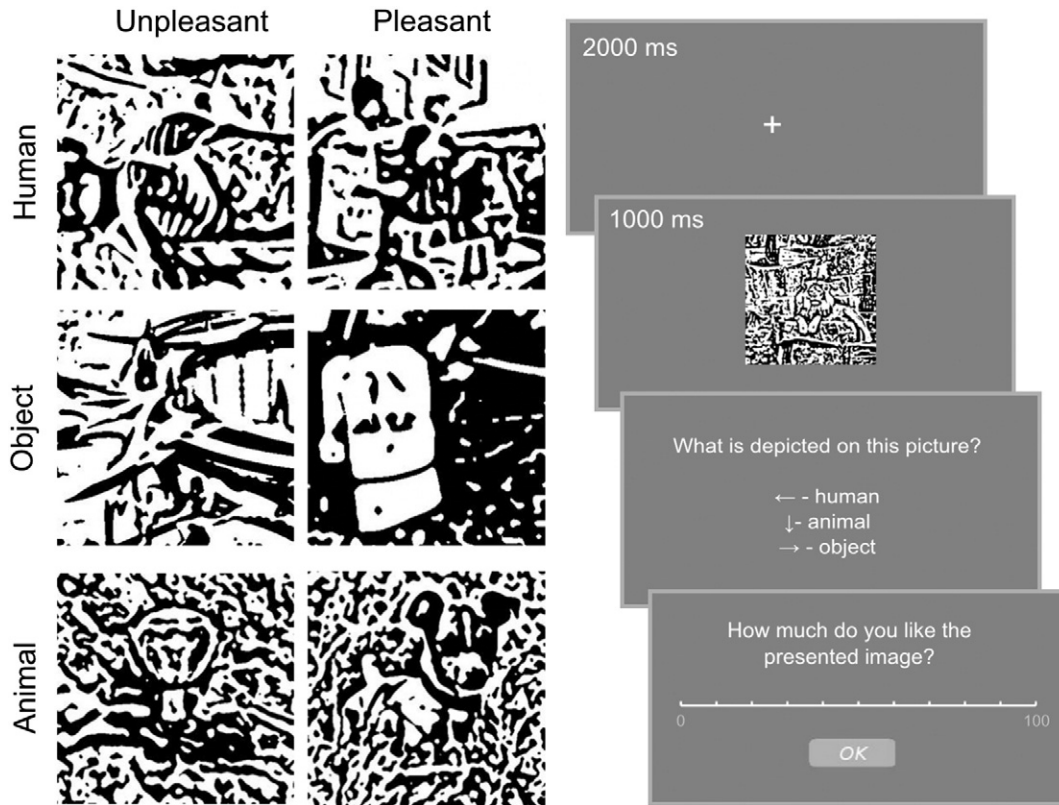 Unpleasant
Pleasant
Human
Object
Animal
2000 ms
+
1000 ms
What is depicted on this picture?
← - human
↓- animal
→ - object
How much do you like the
presented image?
0
100
OK